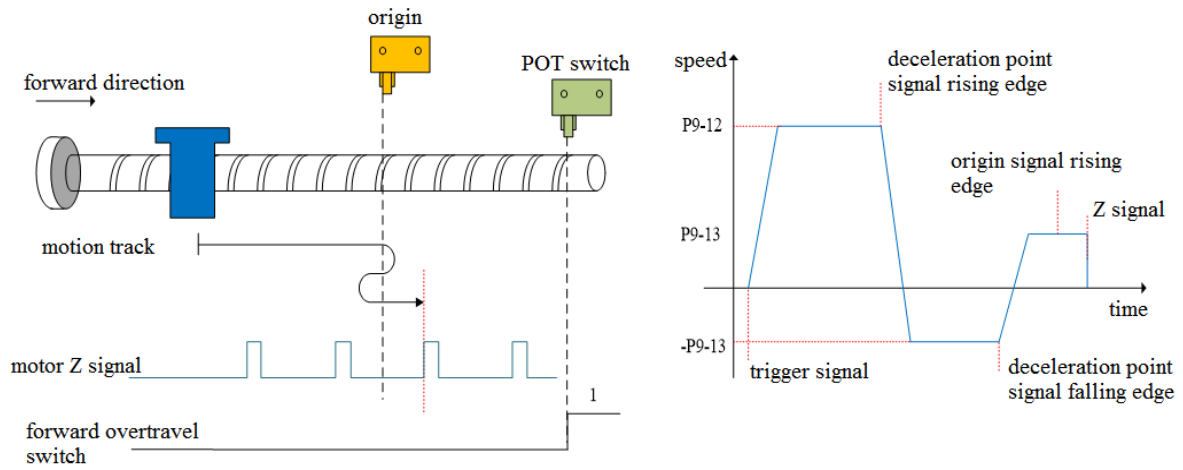 origin
POT switch
forward direction
motion track
motor Z signal
1
forward overtravel
switch
speed
deceleration point
signal rising edge
P9-12
origin signal rising
edge
Z signal
P9-13
time
-P9-13
trigger signal
deceleration point
signal falling edge